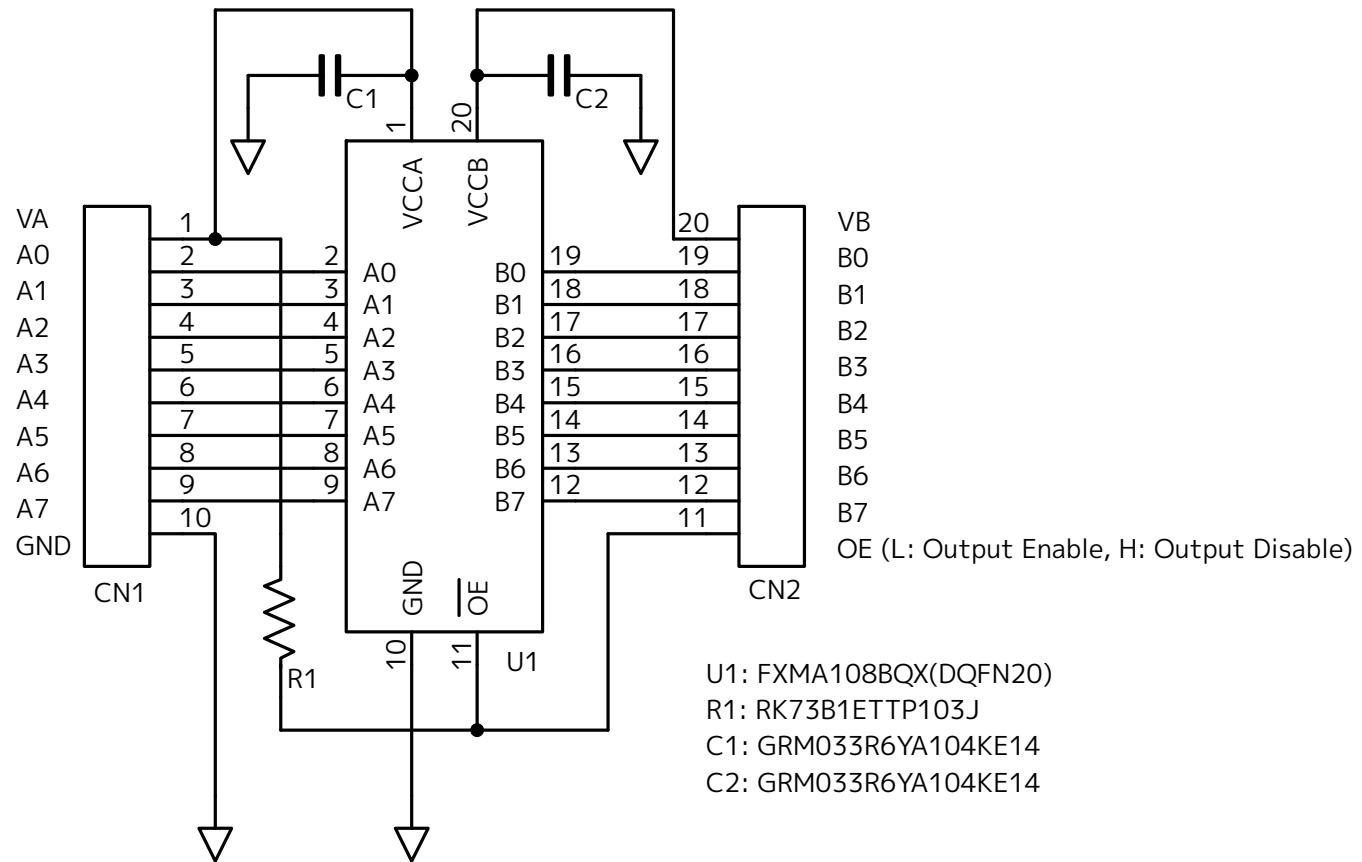 C1
C2
1
20
VCCA
VCCB
VA
1
20
VB
A0
2
2
A0
B0
19
19
B0
A1
3
3
A1
B1
18
18
B1
A2
4
4
A2
B2
17
17
B2
A3
5
5
A3
B3
16
16
B3
A4
6
6
A4
B4
15
15
B4
A5
7
7
A5
B5
14
14
B5
A6
8
8
A6
B6
13
13
B6
A7
9
9
A7
B7
12
12
B7
GND
10
11
OE (L: Output Enable, H: Output Disable)
CN1
GND
OE
CN2
10
11
U1
R1
U1: FXMA108BQX(DQFN20)
R1: RK73B1ETTP103J
C1: GRM033R6YA104KE14
C2: GRM033R6YA104KE14